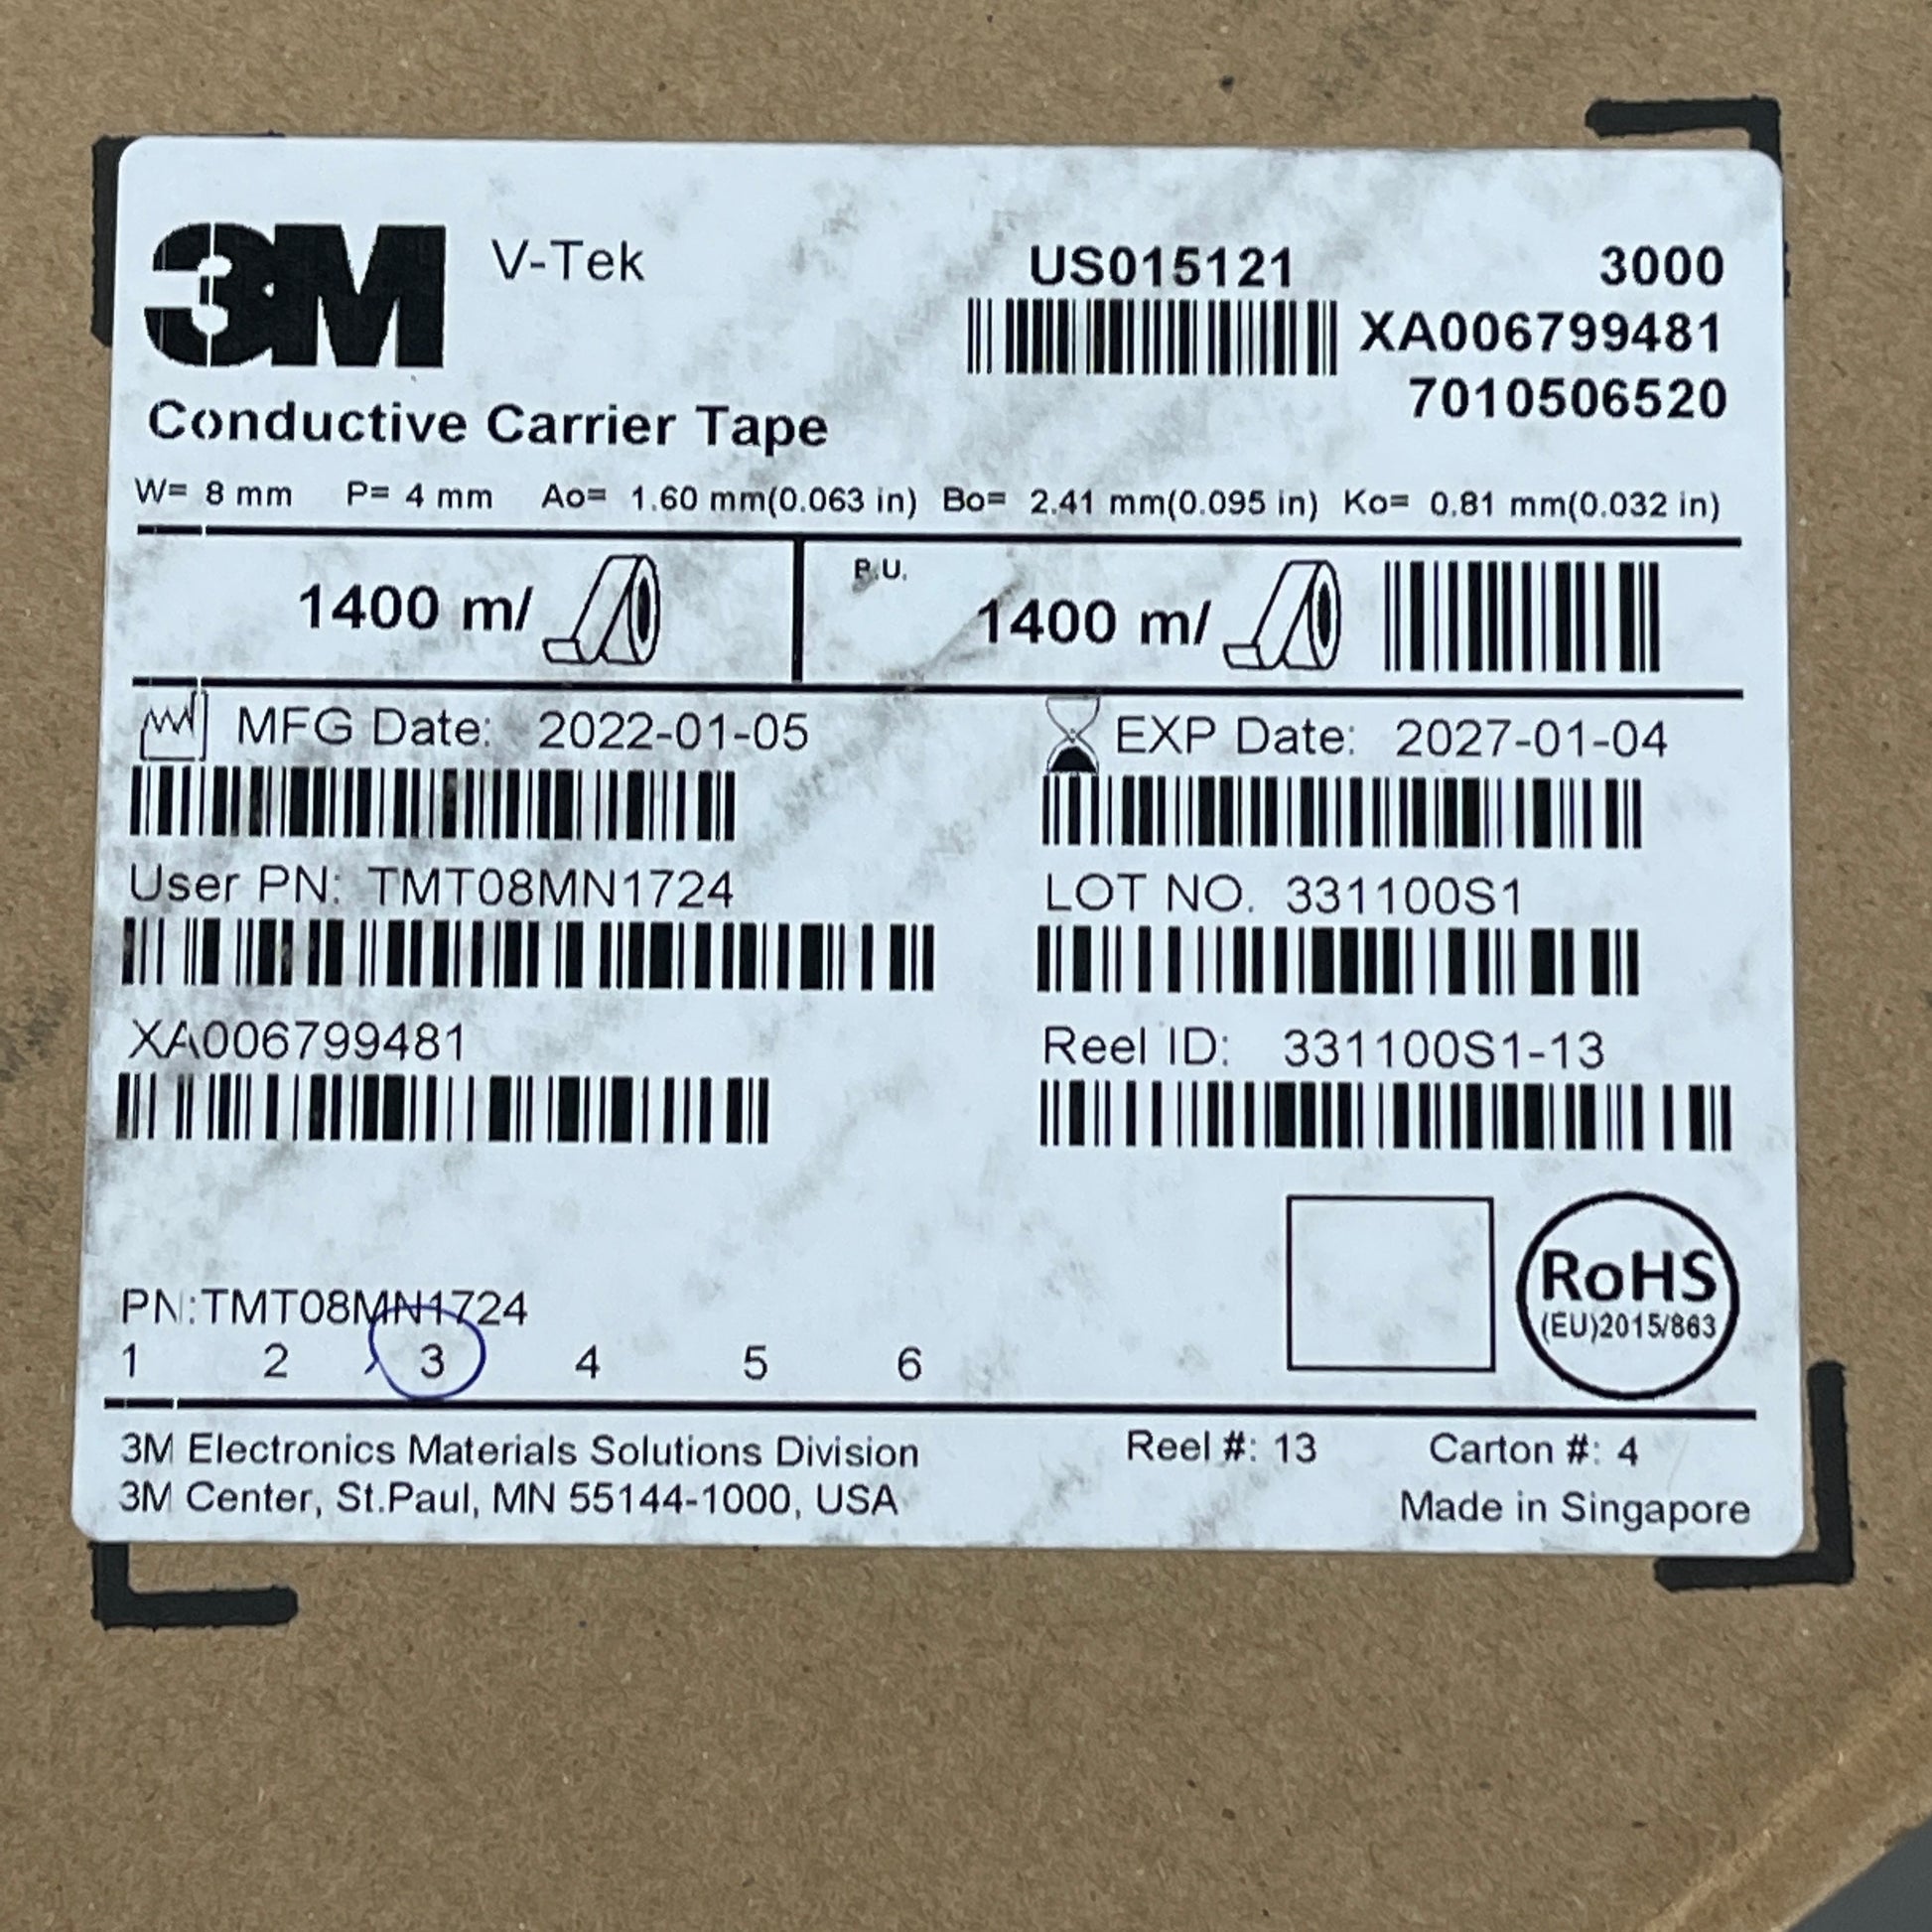 3M V-Tek US015121 3000
XA006799481
7010506520
Conductive Carrier Tape
W= 8 mm P= 4 mm Ao= 1.60 mm(0.063 in) Bo= 2.41 mm(0.095 in) Ko= 0.81 mm(0.032 in)
1400 m/ P.U. 1400 m/
MFG Date: 2022-01-05 EXP Date: 2027-01-04
User PN: TMT08MN1724 LOT NO. 331100S1
XA006799481 Reel ID: 331100S1-13
RoHS
(EU)2015/863
PN:TMT08MN1724
1 2 3 4 5 6
3M Electronics Materials Solutions Division Reel #: 13 Carton #: 4
3M Center, St.Paul, MN 55144-1000, USA Made in Singapore